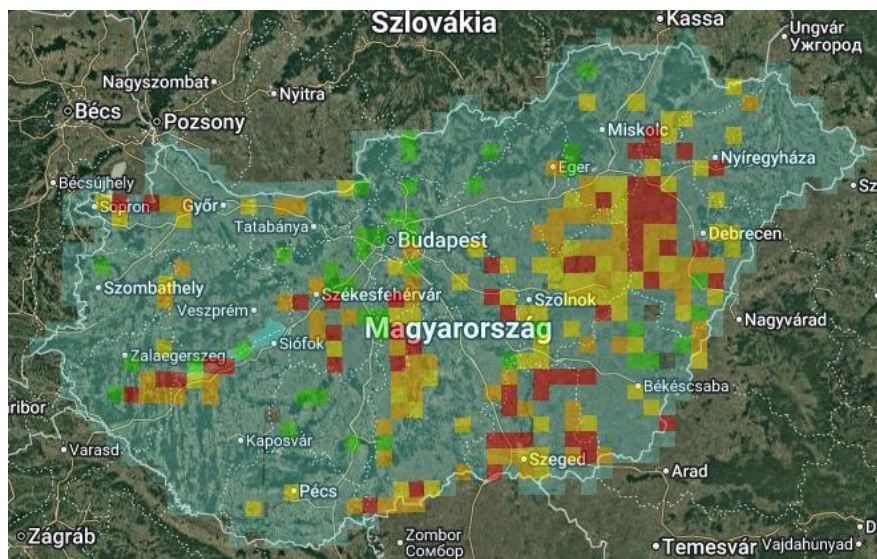 Szlovákia
Kassa
Ungvár
Ужгород
Nagyszombat
Nyitra
Bécs
Pozsony
Miskolc
Nyíregyháza
Eger
Bécsújhely
Sopron
Győr
Tatabánya
Budapest
Debrecen
Szombathely
Székesfehérvár
Szolnok
Veszprém
Magyarország
Nagyvárad
Siófok
Zalaegerszeg
Békéscsaba
Kaposvár
Varasd
Szeged
Arad
Pécs
Zágráb
Zombor
Сомбор
Temesvár
Vajdahunyad